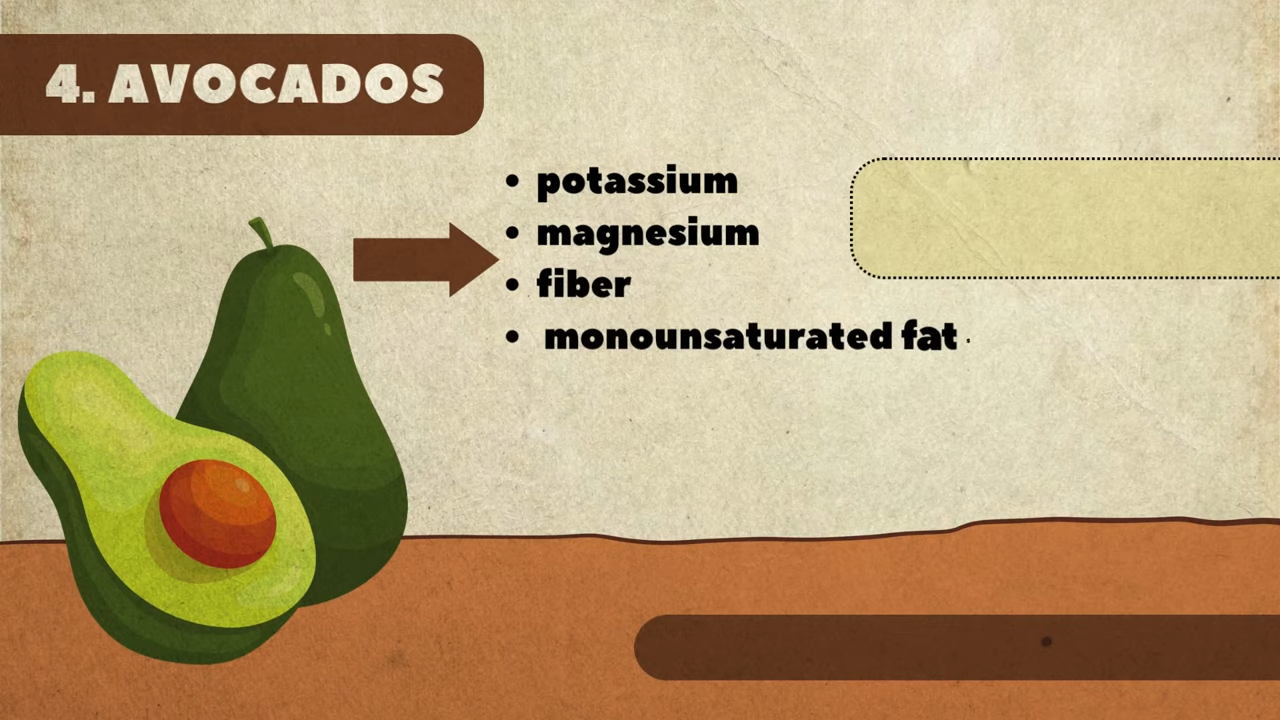 4. AVOCADOS
• potassium
• magnesium
• fiber
• monounsaturated fat